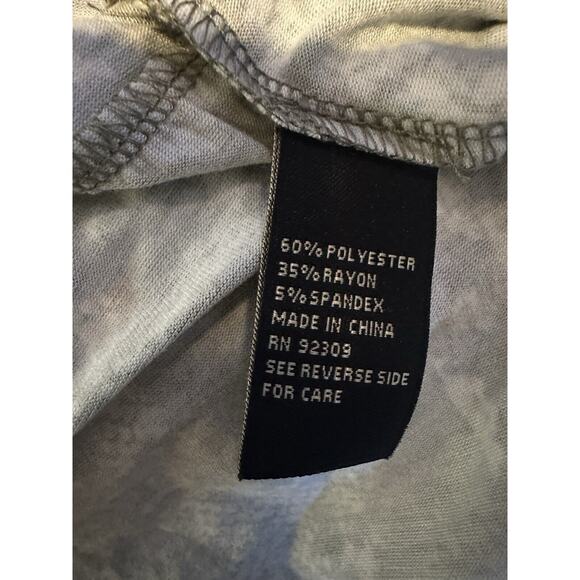 60% POLYESTER
35% RAYON
5% SPANDEX
MADE IN CHINA
RN 92309
SEE REVERSE SIDE
FOR CARE